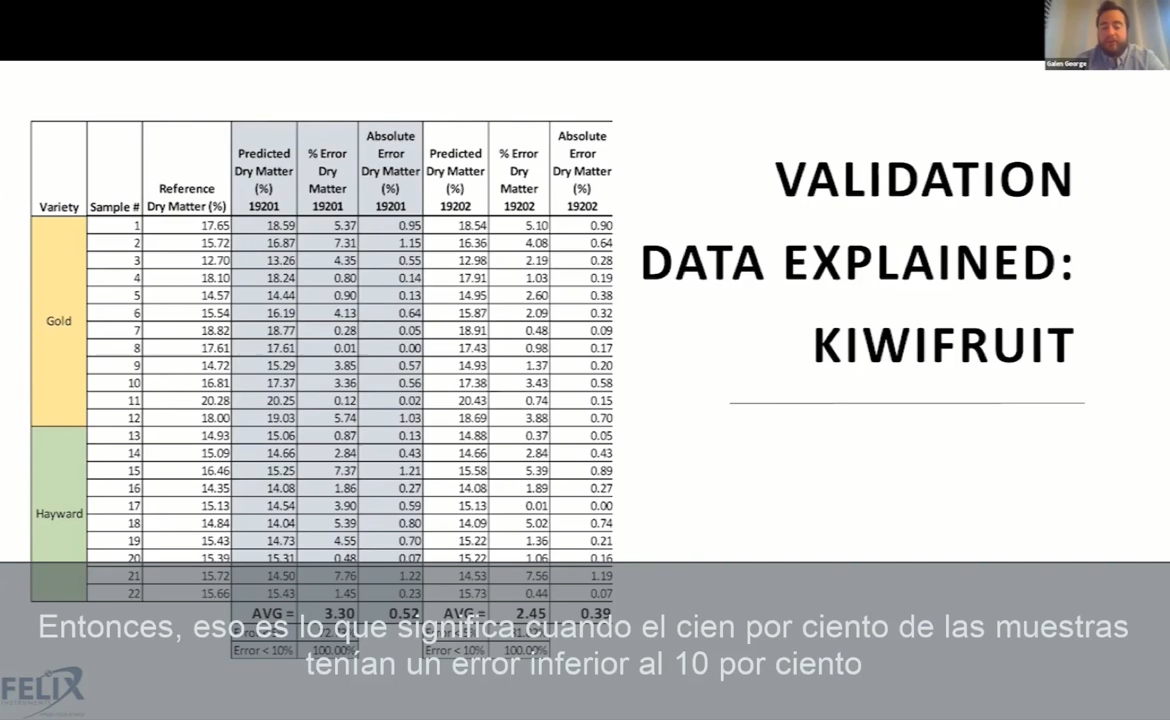 Galen George
VALIDATION
DATA EXPLAINED:
KIWIFRUIT
Variety Sample # Reference Dry Matter (%) Predicted Dry Matter (%) 19201 % Error Dry Matter 19201 Absolute Error Dry Matter (%) 19201 Predicted Dry Matter (%) 19202 % Error Dry Matter 19202 Absolute Error Dry Matter (%) 19202
Gold
1 17.65 18.59 5.37 0.95 18.54 5.10 0.90
2 15.72 16.87 7.31 1.15 16.36 4.08 0.64
3 12.70 13.26 4.35 0.55 12.98 2.19 0.28
4 18.10 18.24 0.80 0.14 17.91 1.03 0.19
5 14.57 14.44 0.90 0.13 14.95 2.60 0.38
6 15.54 16.19 4.13 0.64 15.87 2.09 0.32
7 18.82 18.77 0.28 0.05 18.91 0.48 0.09
8 17.61 17.61 0.01 0.00 17.43 0.98 0.17
9 14.72 15.29 3.85 0.57 14.93 1.37 0.20
10 16.81 17.37 3.36 0.56 17.38 3.43 0.58
11 20.28 20.25 0.12 0.02 20.43 0.74 0.15
12 18.00 19.03 5.74 1.03 18.69 3.88 0.70
Hayward
13 14.93 15.06 0.87 0.13 14.88 0.37 0.05
14 15.09 14.66 2.84 0.43 14.66 2.84 0.43
15 16.46 15.25 7.37 1.21 15.58 5.39 0.89
16 14.35 14.08 1.86 0.27 14.08 1.89 0.27
17 15.13 14.54 3.90 0.59 15.13 0.01 0.00
18 14.84 14.04 5.39 0.80 14.09 5.02 0.74
19 15.43 14.73 4.55 0.70 15.22 1.36 0.21
20 15.39 15.31 0.48 0.07 15.22 1.06 0.16
21 15.72 14.50 7.76 1.22 14.53 7.56 1.19
22 15.66 15.43 1.45 0.23 15.73 0.44 0.07
AVG = 3.30 0.52 AVG = 2.45 0.39
Error < 10% 100.00% Error < 10% 100.00%
Entonces, eso es lo que significa cuando el cien por ciento de las muestras
tenían un error inferior al 10 por ciento
FELIX